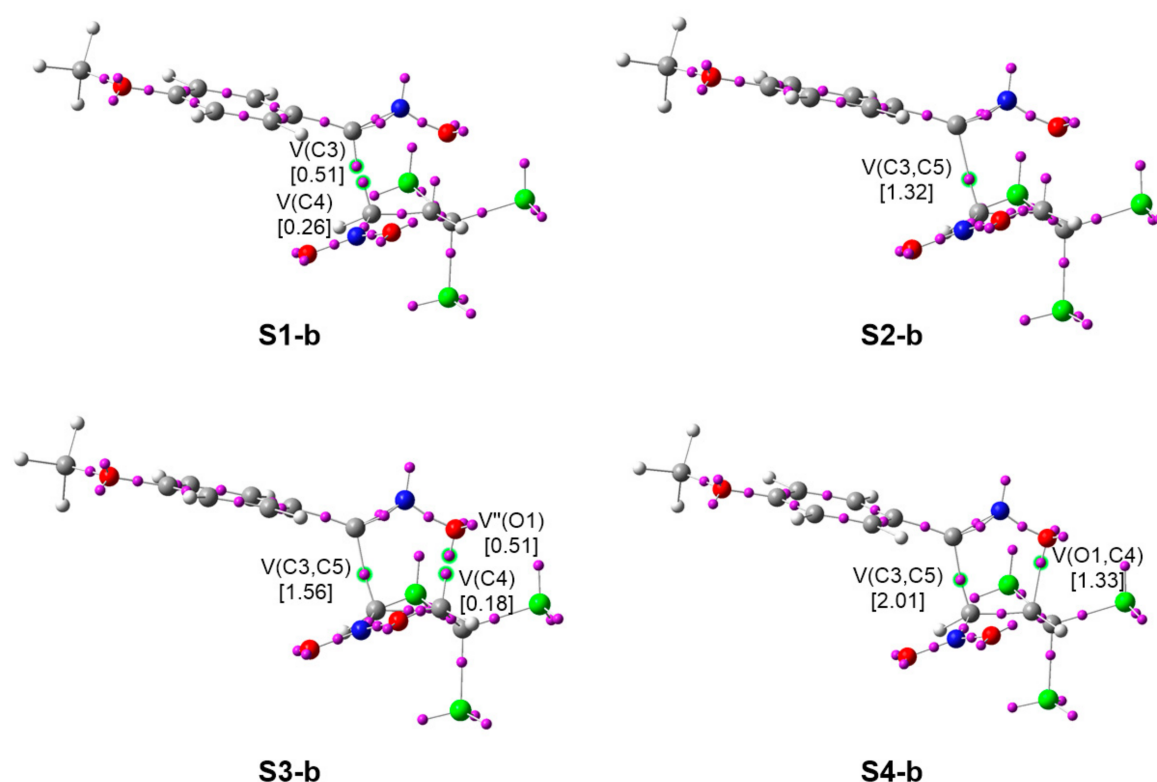 V(C3)
[0.51]
V(C4)
[0.26]
S1-b
V(C3,C5)
[1.32]
S2-b
V(C3,C5)
[1.56]
V"(O1)
[0.51]
V(C4)
[0.18]
S3-b
V(C3,C5)
[2.01]
V(O1,C4)
[1.33]
S4-b